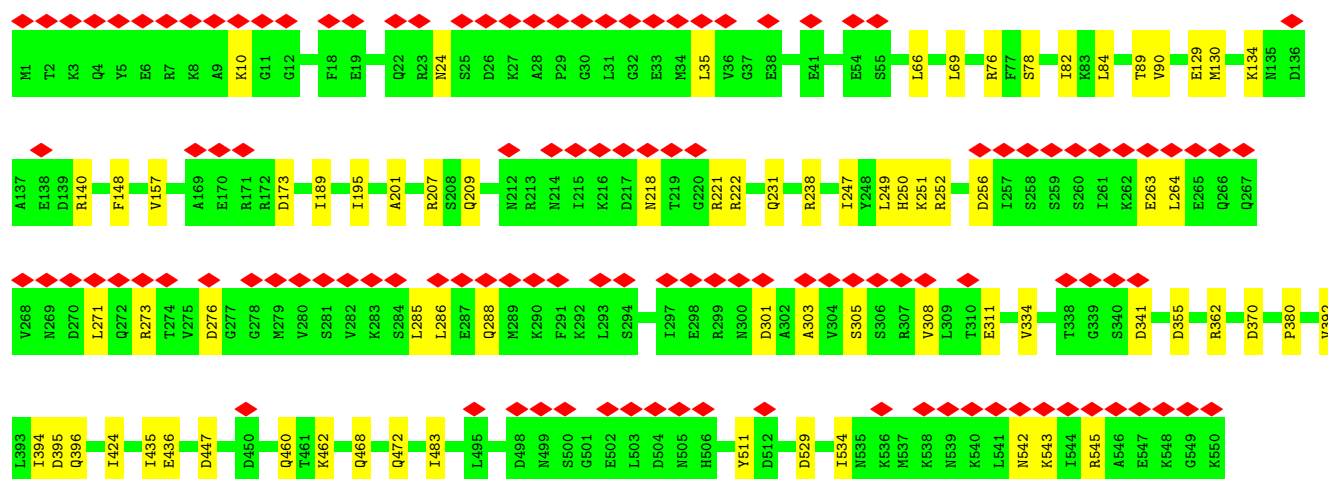 M1 T2 K3 Q4 Y5 E6 R7 K8 A9 K10 G11 G12 F18 E19 Q22 R23 N24 S25 D26 K27 A28 P29 G30 L31 G32 E33 M34 L35 V36 G37 E38 E41 E54 S55 L66 L69 R76 F77 S78 I82 K83 L84 T89 V90 E129 M130 K134 N135 D136
A137 E138 D139 R140 F148 V157 A169 E170 R171 R172 D173 I189 I195 A201 R207 S208 Q209 N212 R213 N214 I215 K216 D217 N218 T219 G220 R221 R222 Q231 R238 I247 Y248 L249 H250 K251 R252 D256 I257 S258 S259 S260 I261 K262 E263 L264 E265 Q266 Q267
V268 N269 D270 L271 Q272 R273 T274 V275 D276 G277 G278 M279 V280 S281 V282 K283 S284 L285 L286 E287 Q288 M289 K290 F291 K292 L293 S294 I297 E298 R299 N300 D301 A302 A303 V304 S305 S306 R307 V308 L309 T310 E311 V334 T338 G339 S340 D341 D355 R362 D370 P380 V392
L393 I394 D395 Q396 I424 I435 E436 D447 D450 Q460 T461 K462 Q468 Q472 I483 L495 D498 N499 S500 G501 E502 L503 D504 N505 H506 Y511 D512 D529 I534 N535 K536 M537 K538 N539 K540 L541 N542 K543 I544 R545 A546 E547 K548 G549 K550